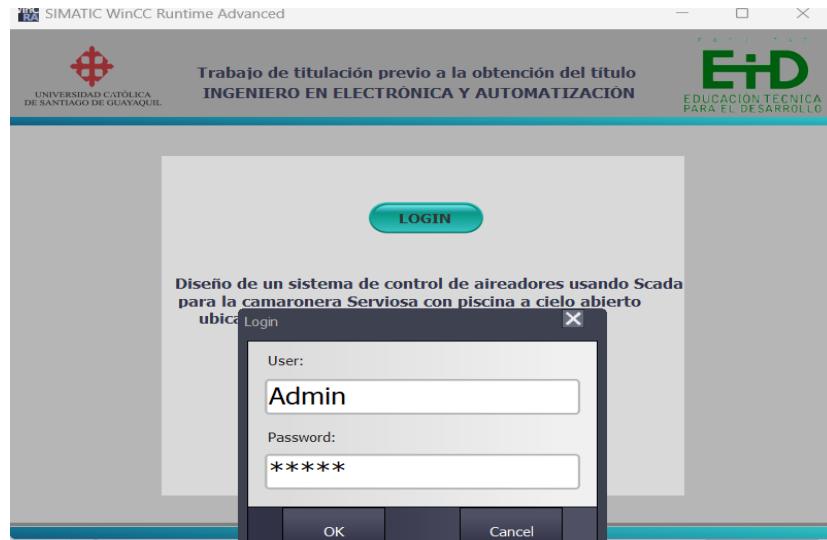 SIMATIC WinCC Runtime Advanced
UNIVERSIDAD CATÓLICA
DE SANTIAGO DE GUAYAQUIL
Trabajo de titulación previo a la obtención del título
INGENIERO EN ELECTRÓNICA Y AUTOMATIZACIÓN
ETD
EDUCACION TECNICA
PARA EL DESARROLLO
LOGIN
Diseño de un sistema de control de aireadores usando Scada
para la camaronera Serviosa con piscina a cielo abierto
ubica
Login
User:
Admin
Password:
*****
OK
Cancel